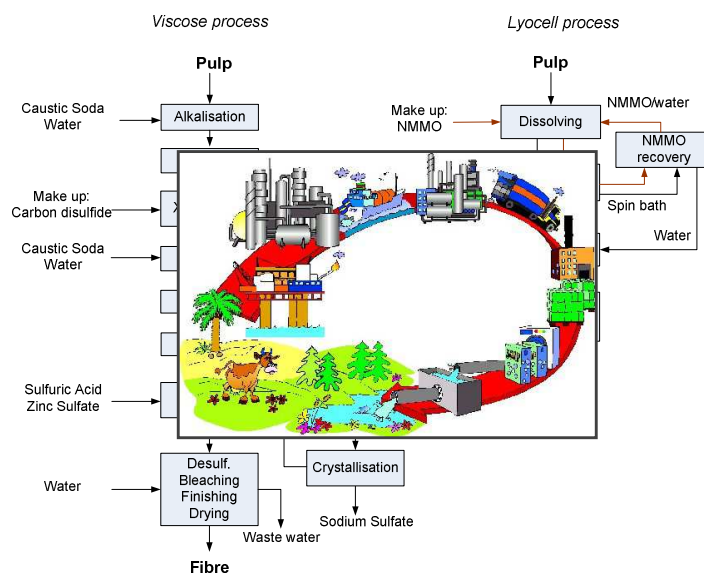 Viscose process
Lyocell process
Pulp
Pulp
Caustic Soda
Water
Alkalisation
Make up:
NMMO
Dissolving
NMMO/water
NMMO
recovery
Make up:
Carbon disulfide
Spin bath
Caustic Soda
Water
Water
Sulfuric Acid
Zinc Sulfate
Water
Desulf.
Bleaching
Finishing
Drying
Crystallisation
Sodium Sulfate
Waste water
Fibre